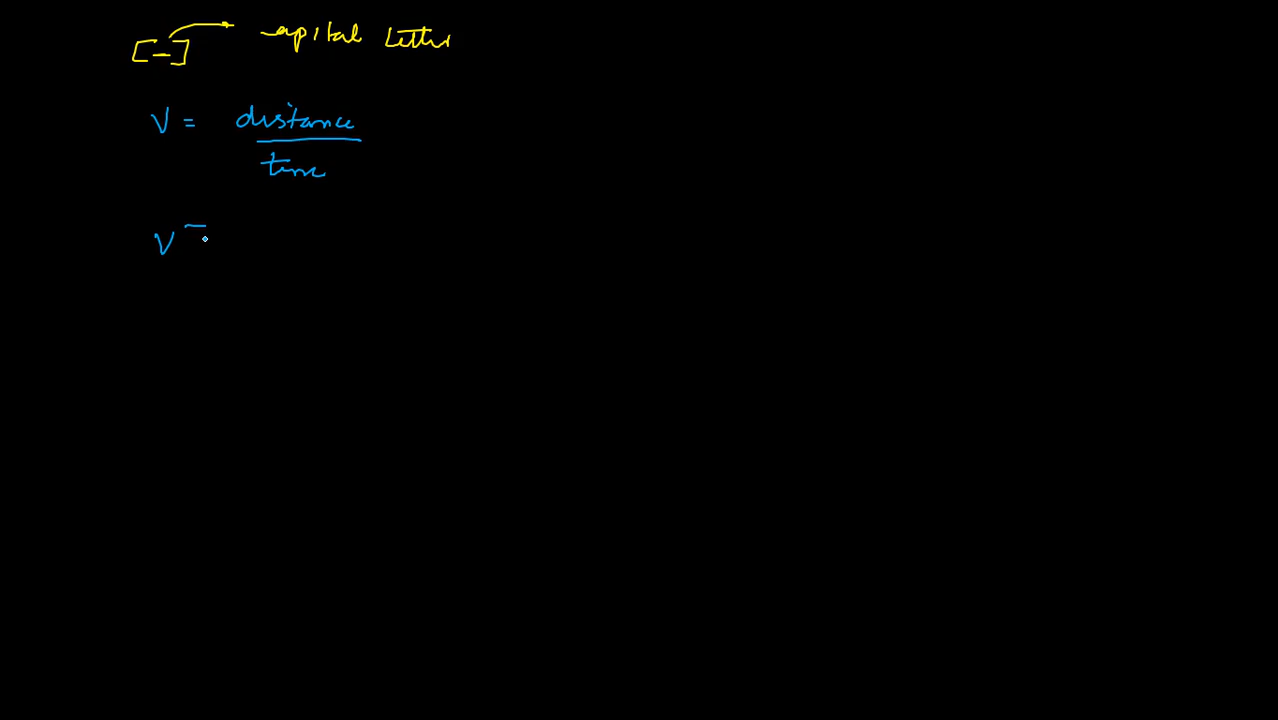 [-] → capital Letter
V = distance
time
V =